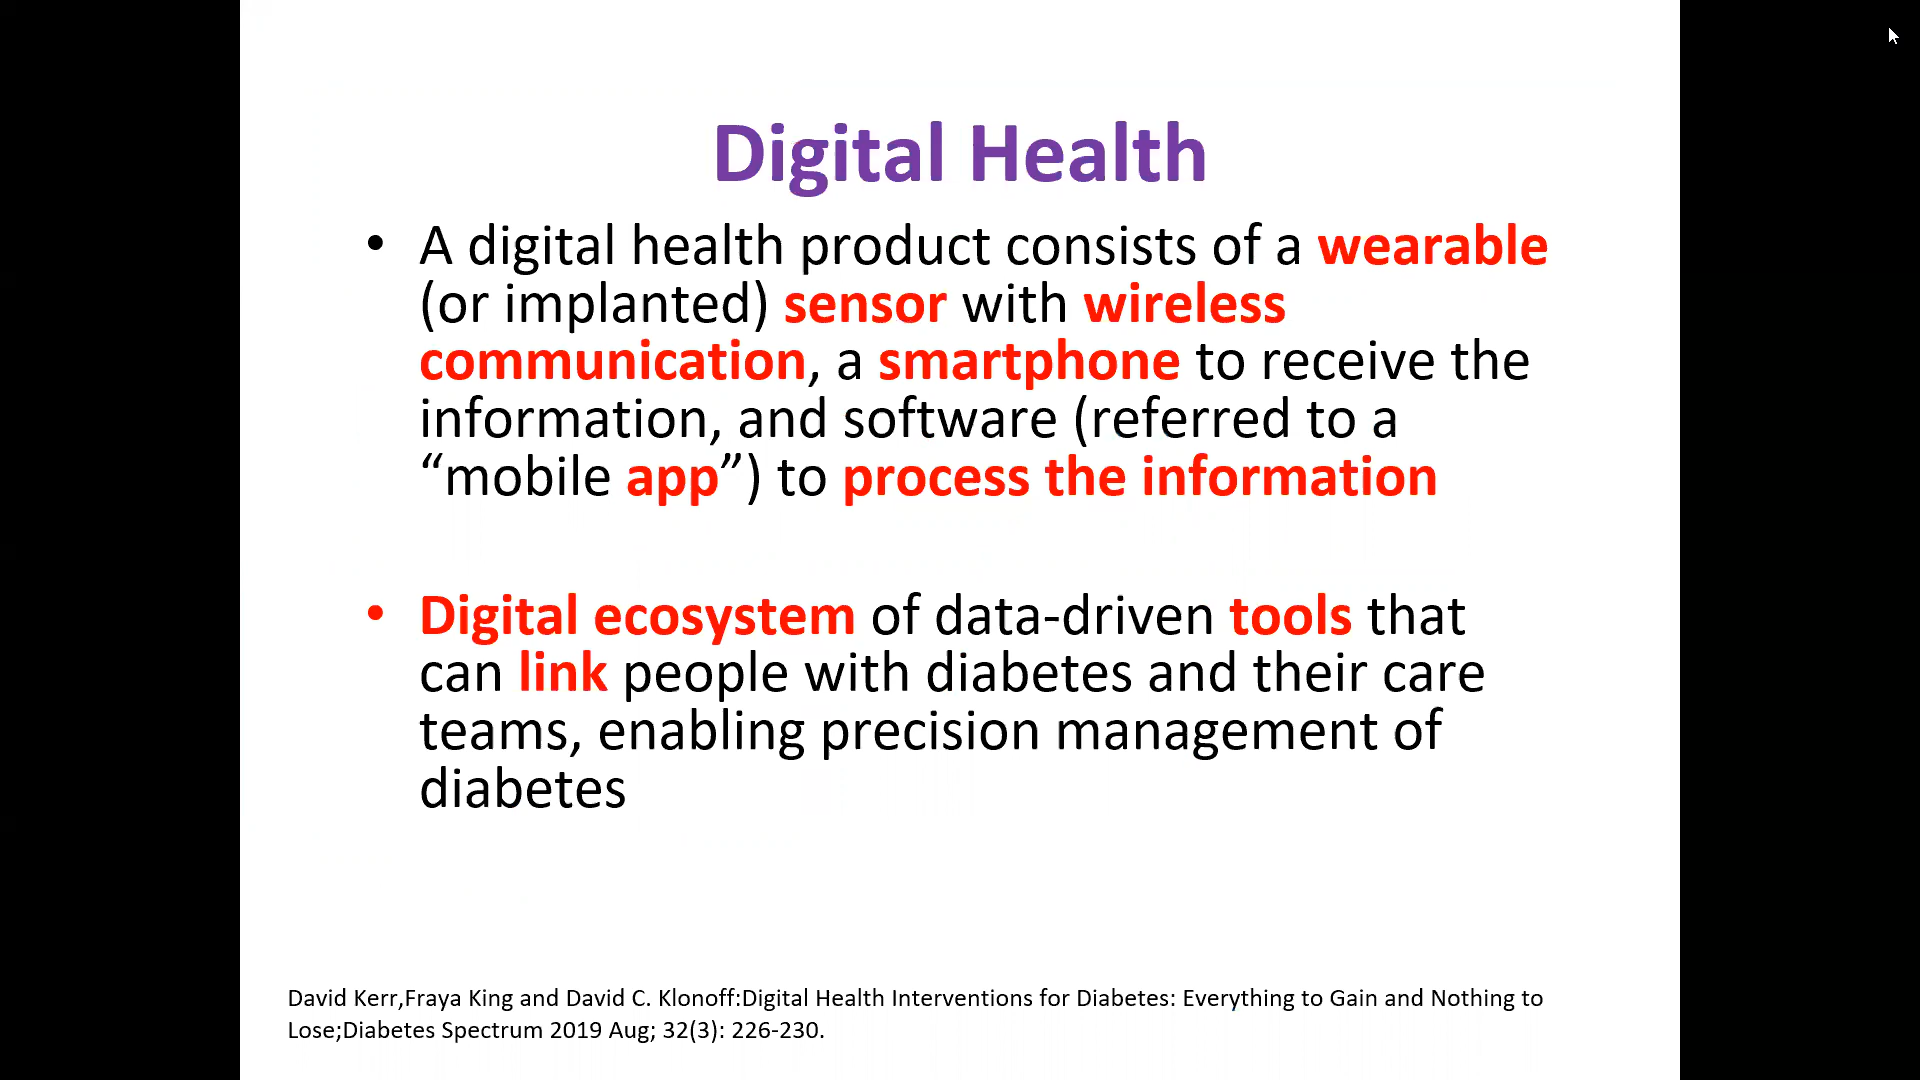 Digital Health
• A digital health product consists of a wearable
(or implanted) sensor with wireless
communication, a smartphone to receive the
information, and software (referred to a
“mobile app”) to process the information
• Digital ecosystem of data-driven tools that
can link people with diabetes and their care
teams, enabling precision management of
diabetes
David Kerr,Fraya King and David C. Klonoff:Digital Health Interventions for Diabetes: Everything to Gain and Nothing to
Lose;Diabetes Spectrum 2019 Aug; 32(3): 226-230.